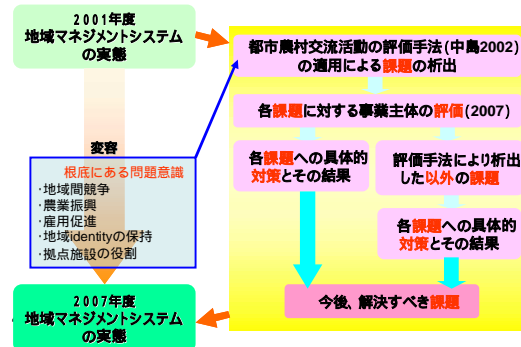 2001年度
地域マネジメントシステム
の実態
都市農村交流活動の評価手法(中島2002)
の適用による課題の析出
各課題に対する事業主体の評価(2007)
変容
根底にある問題意識
･地域間競争
･農業振興
･雇用促進
･地域identityの保持
･拠点施設の役割
各課題への具体的
対策とその結果
評価手法により析出
した以外の課題
各課題への具体的
対策とその結果
2007年度
地域マネジメントシステム
の実態
今後、解決すべき課題